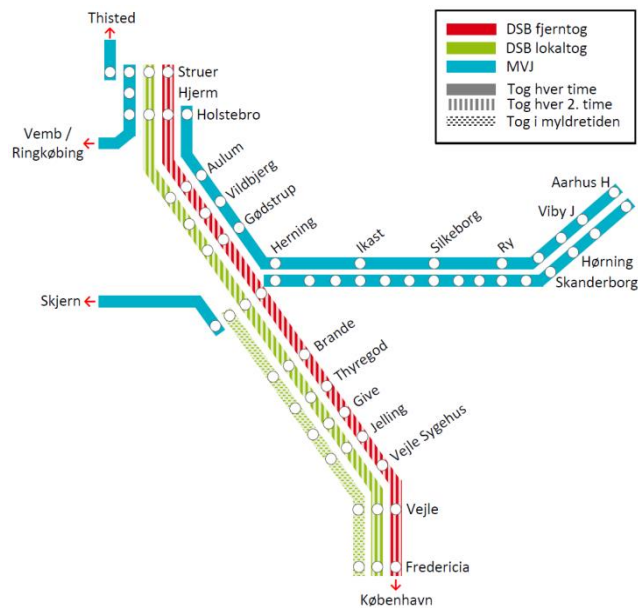 Thisted
Struer
Hjerm
Holstebro
Vemb /
Ringkøbing
Aulum
Vildbjerg
Gødstrup
Herning
Ikast
Silkeborg
Ry
Viby J
Aarhus H
Hørning
Skanderborg
Skjern
Brande
Thyregod
Give
Jelling
Vejle Sygehus
Vejle
Fredericia
København
DSB fjerntog
DSB lokaltog
MVJ
Tog hver time
Tog hver 2. time
Tog i myldretiden